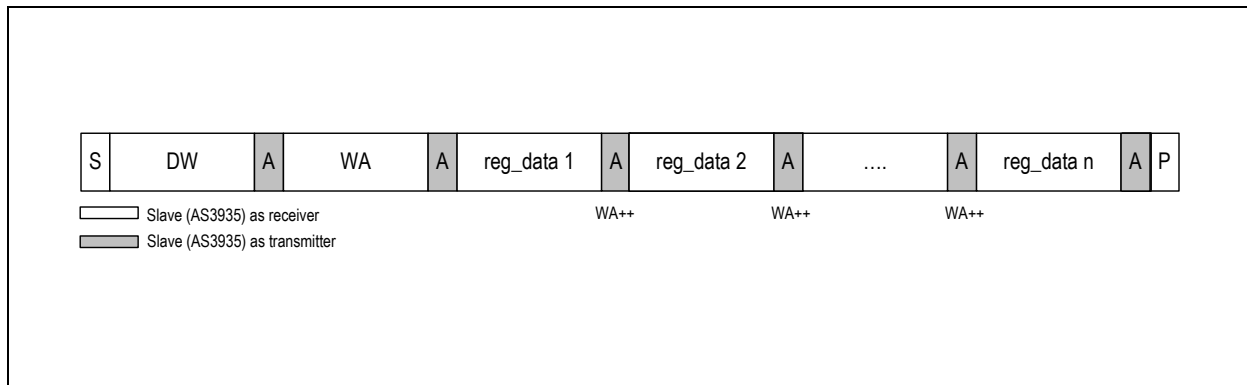 S DW A WA A reg_data 1 A reg_data 2 A .... A reg_data n A P
WA++ WA++ WA++
Slave (AS3935) as receiver
Slave (AS3935) as transmitter